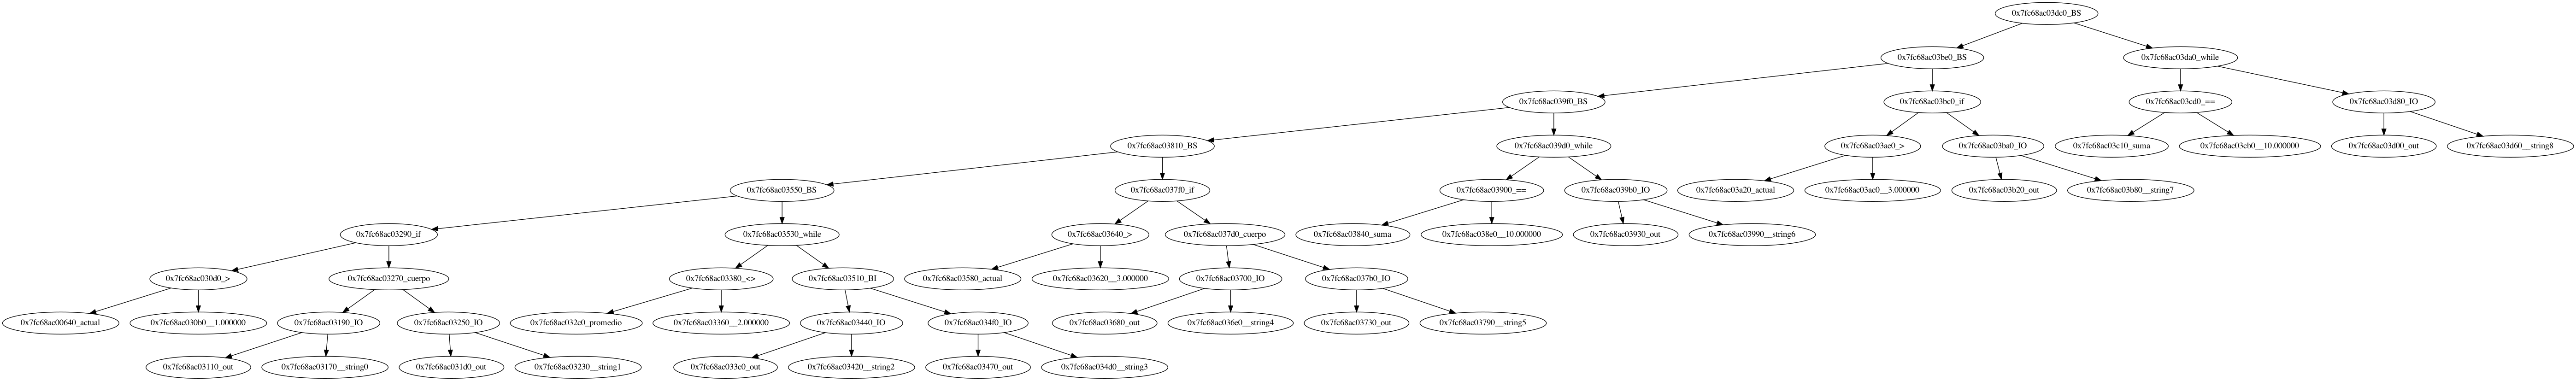 0x7fc68ac03dc0_BS
0x7fc68ac03be0_BS
0x7fc68ac03da0_while
0x7fc68ac039f0_BS
0x7fc68ac03bc0_if
0x7fc68ac03cd0_==
0x7fc68ac03d80_IO
0x7fc68ac03810_BS
0x7fc68ac039d0_while
0x7fc68ac03ae0_>
0x7fc68ac03ba0_IO
0x7fc68ac03c10_suma
0x7fc68ac03cb0__10.000000
0x7fc68ac03d00_out
0x7fc68ac03d60__string8
0x7fc68ac03550_BS
0x7fc68ac037f0_if
0x7fc68ac03900_==
0x7fc68ac039b0_IO
0x7fc68ac03a20_actual
0x7fc68ac03ac0__3.000000
0x7fc68ac03b20_out
0x7fc68ac03b80__string7
0x7fc68ac03290_if
0x7fc68ac03530_while
0x7fc68ac03640_>
0x7fc68ac037d0_cuerpo
0x7fc68ac03840_suma
0x7fc68ac038e0__10.000000
0x7fc68ac03930_out
0x7fc68ac03990__string6
0x7fc68ac030d0_>
0x7fc68ac03270_cuerpo
0x7fc68ac03380_<>
0x7fc68ac03510_BI
0x7fc68ac03580_actual
0x7fc68ac03620__3.000000
0x7fc68ac03700_IO
0x7fc68ac037b0_IO
0x7fc68ac00640_actual
0x7fc68ac030b0__1.000000
0x7fc68ac03190_IO
0x7fc68ac03250_IO
0x7fc68ac032c0_promedio
0x7fc68ac03360__2.000000
0x7fc68ac03440_IO
0x7fc68ac034f0_IO
0x7fc68ac03680_out
0x7fc68ac036e0__string4
0x7fc68ac03730_out
0x7fc68ac03790__string5
0x7fc68ac03110_out
0x7fc68ac03170__string0
0x7fc68ac031d0_out
0x7fc68ac03230__string1
0x7fc68ac033c0_out
0x7fc68ac03420__string2
0x7fc68ac03470_out
0x7fc68ac034d0__string3